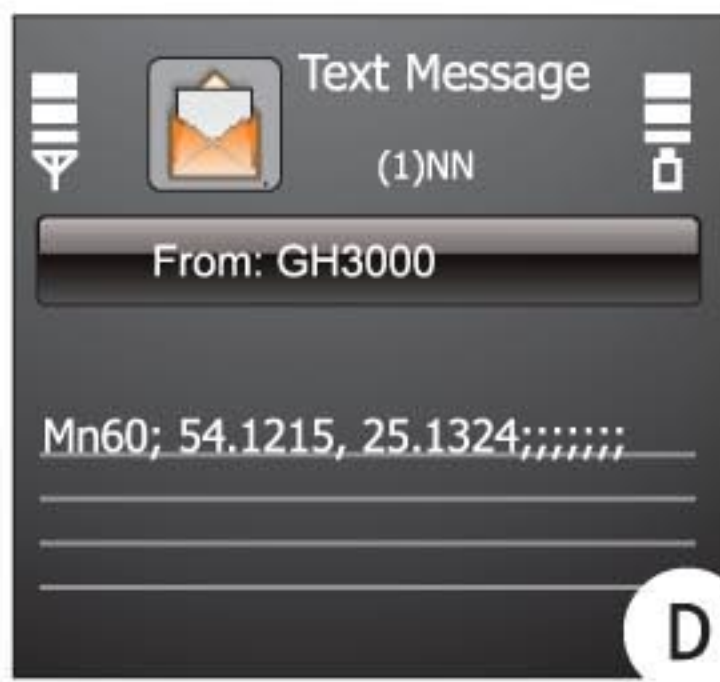 Text Message
(1)NN
From: GH3000
Mn60; 54.1215, 25.1324;;;;;;;
D